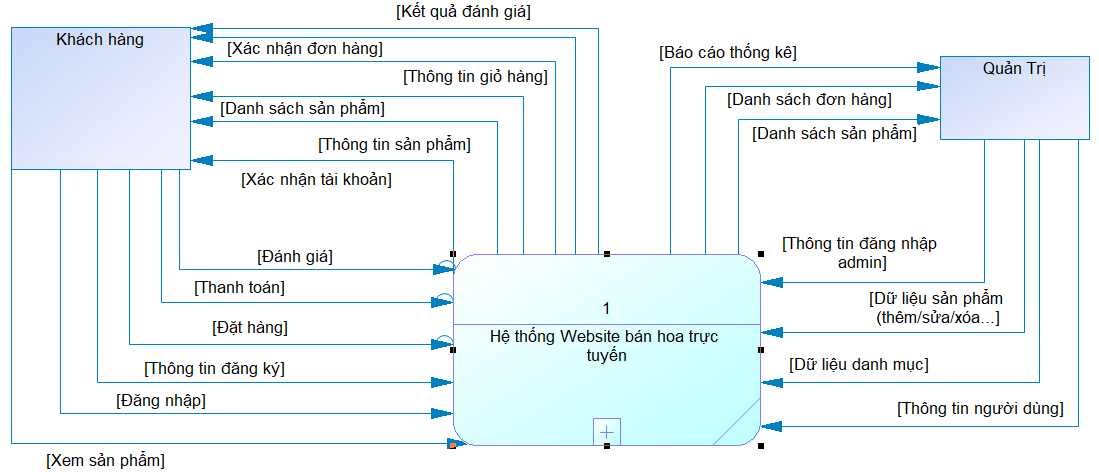 [Kết quả đánh giá]
Khách hàng
[Xác nhận đơn hàng]
[Báo cáo thống kê]
Quản Trị
[Thông tin giỏ hàng]
[Danh sách đơn hàng]
[Danh sách sản phẩm]
[Danh sách sản phẩm]
[Thông tin sản phẩm]
[Xác nhận tài khoản]
[Đánh giá]
[Thông tin đăng nhập
admin]
[Thanh toán]
[Dữ liệu sản phẩm
(thêm/sửa/xóa...]
1
[Đặt hàng]
Hệ thống Website bán hoa trực
tuyến
[Thông tin đăng ký]
[Dữ liệu danh mục]
[Đăng nhập]
[Thông tin người dùng]
[Xem sản phẩm]